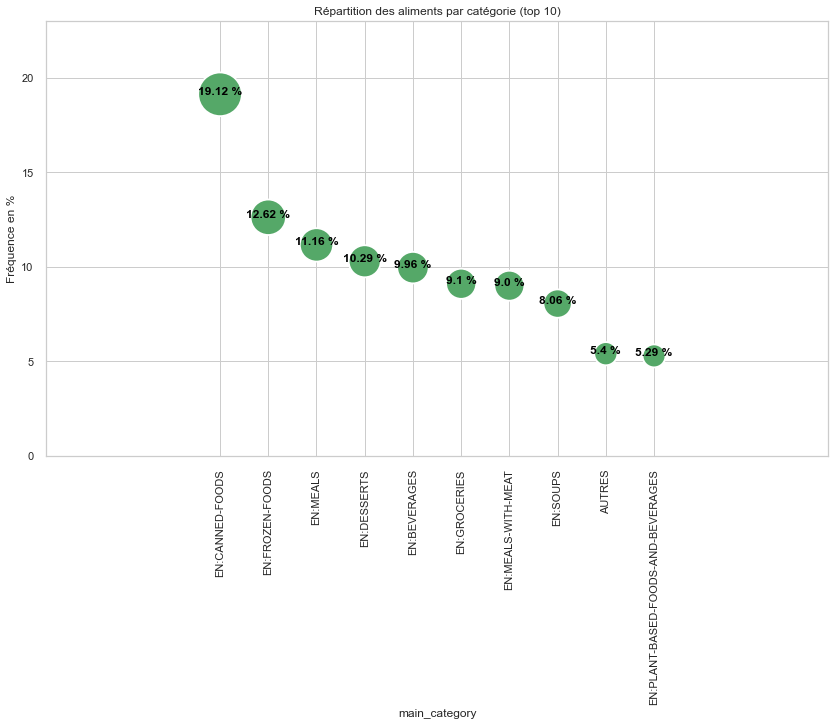 Répartition des aliments par catégorie (top 10)
Fréquence en %
20
15
10
5
0
19.12 %
12.62 %
11.16 %
10.29 %
9.96 %
9.1 %
9.0 %
8.06 %
5.4 %
5.29 %
EN:CANNED-FOODS
EN:FROZEN-FOODS
EN:MEALS
EN:DESSERTS
EN:BEVERAGES
EN:GROCERIES
EN:MEALS-WITH-MEAT
EN:SOUPS
AUTRES
EN:PLANT-BASED-FOODS-AND-BEVERAGES
main_category